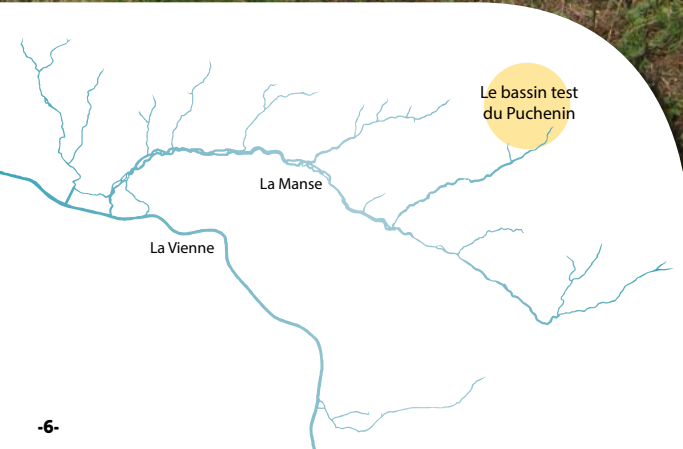 Le bassin test
du Puchenin
La Manse
La Vienne
-6-